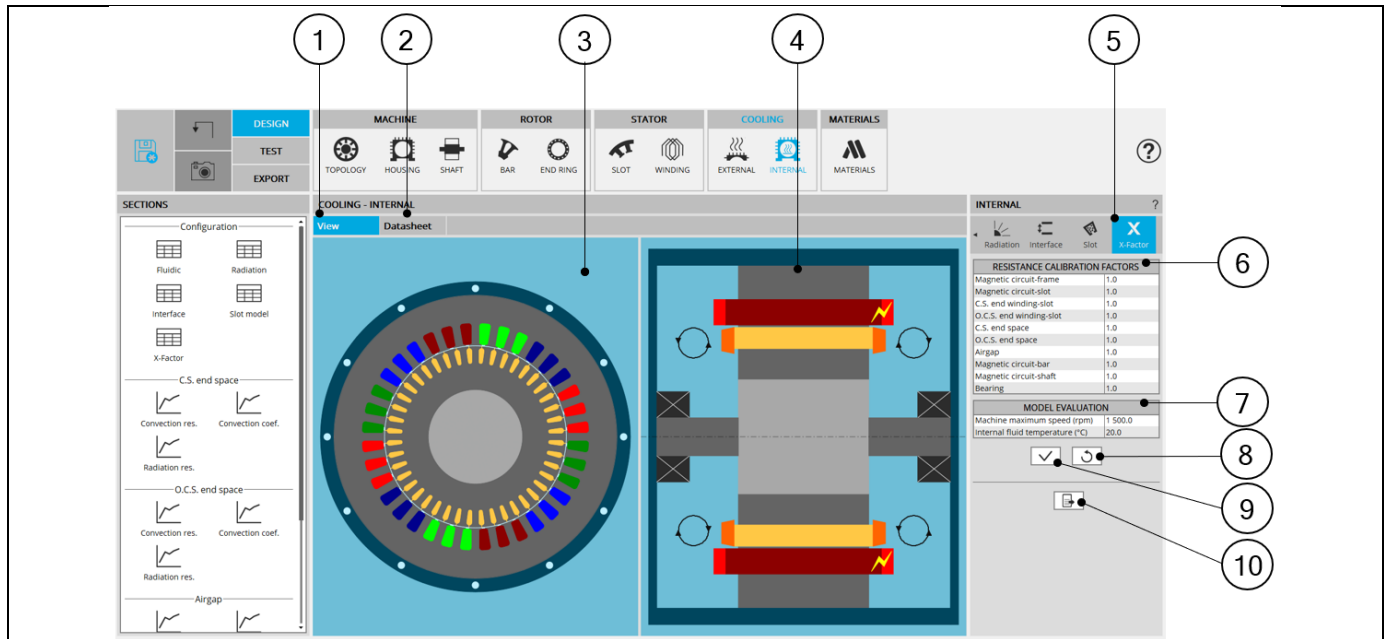 1 2 3 4 5
DESIGN
TEST
EXPORT
MACHINE ROTOR STATOR COOLING MATERIALS
TOPOLOGY HOUSING SHAFT BAR END RING SLOT WINDING EXTERNAL INTERNAL MATERIALS
?
SECTIONS
Configuration
Fluidic Radiation
Interface Slot model
X-Factor
C.S. end space
Convection res. Convection coef.
Radiation res.
O.C.S. end space
Convection res. Convection coef.
Radiation res.
Airgap
COOLING - INTERNAL
View Datasheet
INTERNAL ?
Radiation Interface Slot X-Factor
X
RESISTANCE CALIBRATION FACTORS
Magnetic circuit-frame 1.0
Magnetic circuit-slot 1.0
C.S. end winding-slot 1.0
O.C.S. end winding-slot 1.0
C.S. end space 1.0
O.C.S. end space 1.0
Airgap 1.0
Magnetic circuit-bar 1.0
Magnetic circuit-shaft 1.0
Bearing 1.0
MODEL EVALUATION
Machine maximum speed (rpm) 1 500.0
Internal fluid temperature (°C) 20.0
6
7
8
9
10